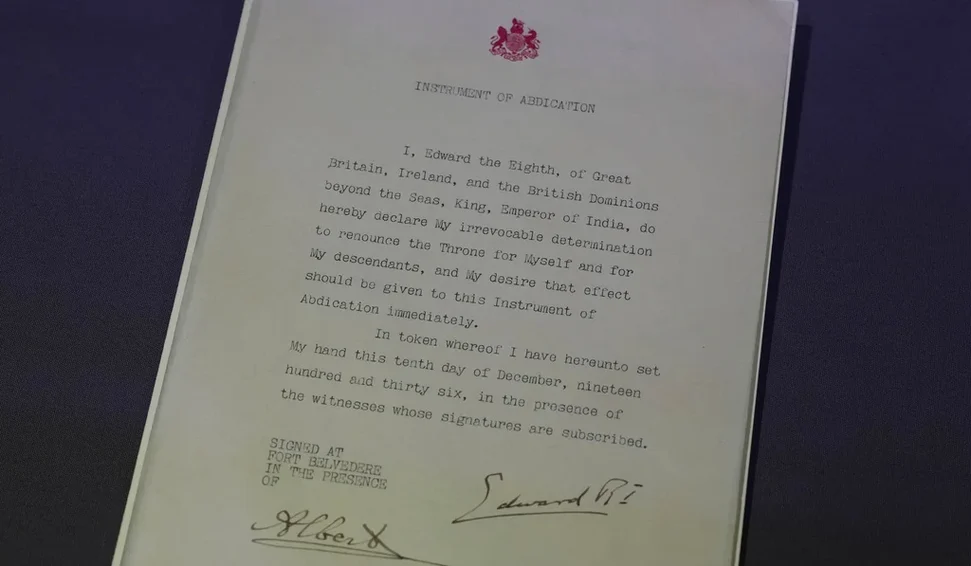 INSTRUMENT OF ABDICATION
I, Edward the Eighth, of Great
Britain, Ireland, and the British Dominions
beyond the Seas, King, Emperor of India, do
hereby declare My irrevocable determination
to renounce the Throne for Myself and for
My descendants, and My desire that effect
should be given to this Instrument of
Abdication immediately.
In token whereof I have hereunto set
My hand this tenth day of December, nineteen
hundred and thirty six, in the presence of
the witnesses whose signatures are subscribed.
SIGNED AT
FORT BELVEDERE
IN THE PRESENCE
OF
Edward RI
Albert